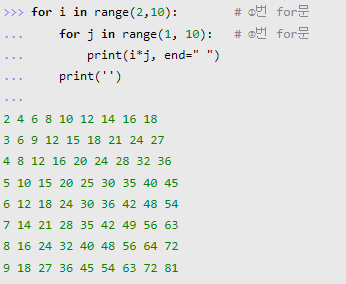 >>> for i in range(2,10):        # ①번 for문
...     for j in range(1, 10):   # ②번 for문
...         print(i*j, end=" ")
...     print('')
...
2 4 6 8 10 12 14 16 18
3 6 9 12 15 18 21 24 27
4 8 12 16 20 24 28 32 36
5 10 15 20 25 30 35 40 45
6 12 18 24 30 36 42 48 54
7 14 21 28 35 42 49 56 63
8 16 24 32 40 48 56 64 72
9 18 27 36 45 54 63 72 81